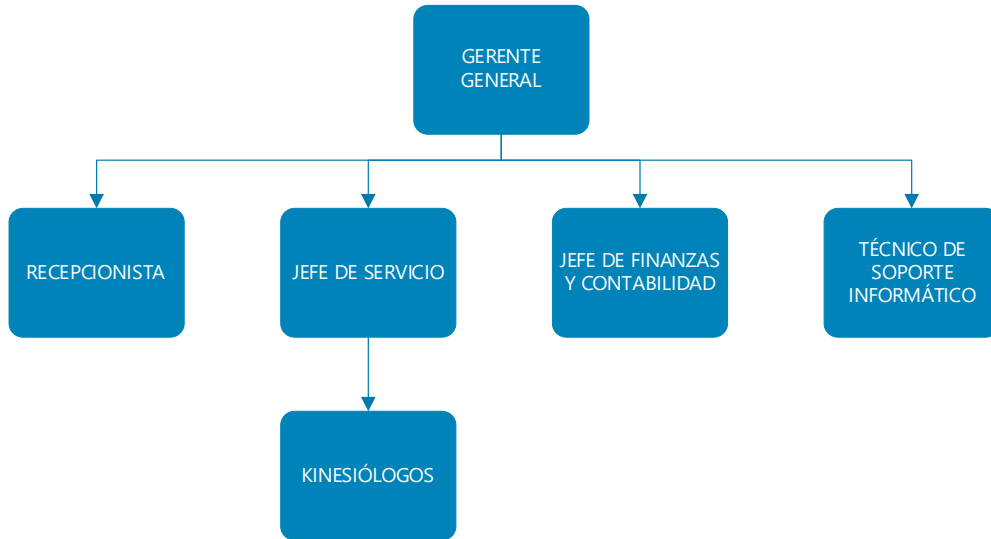 GERENTE
GENERAL
RECEPCIONISTA
JEFE DE SERVICIO
JEFE DE FINANZAS
Y CONTABILIDAD
TÉCNICO DE
SOPORTE
INFORMÁTICO
KINESIÓLOGOS